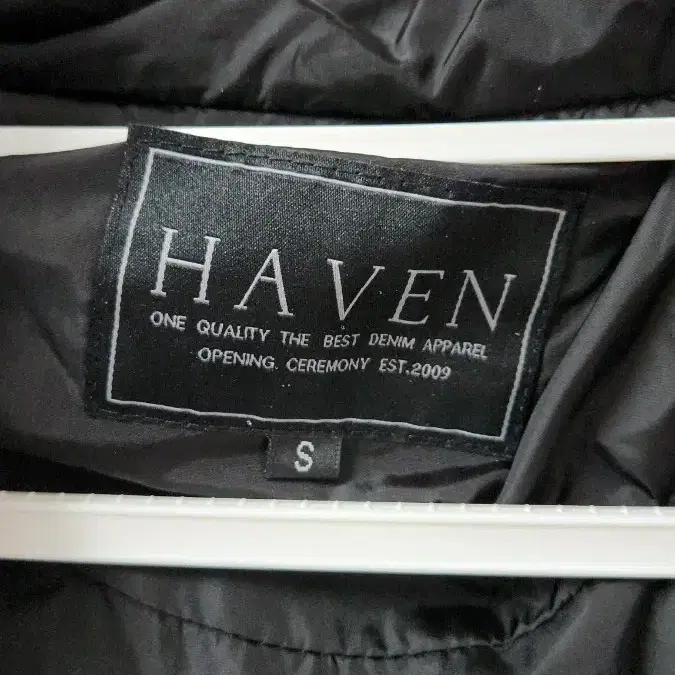 HAVEN
ONE QUALITY THE BEST DENIM APPAREL
OPENING. CEREMONY EST.2009
S